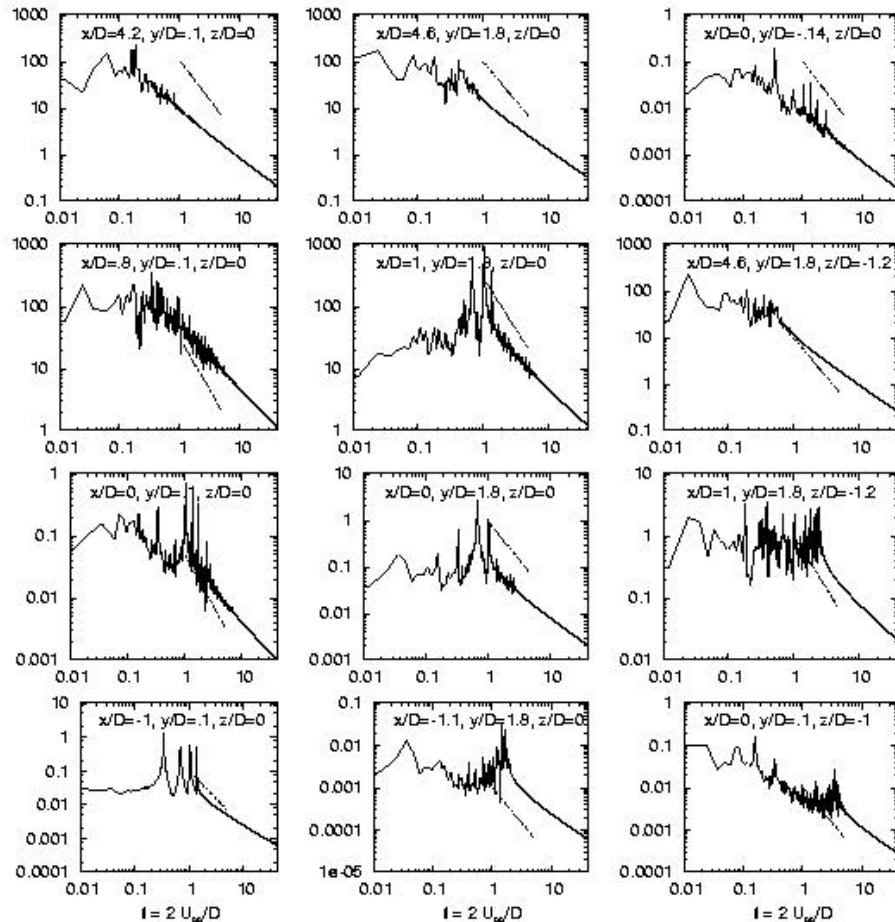 x/D=4.2, y/D=.1, z/D=0
1000
100
10
1
0.1
0.01 0.1 1 10
x/D=4.6, y/D=1.8, z/D=0
1000
100
10
1
0.1
0.01 0.1 1 10
x/D=0, y/D=-.14, z/D=0
1
0.1
0.01
0.001
0.0001
0.01 0.1 1 10
x/D=.8, y/D=.1, z/D=0
1000
100
10
1
0.01 0.1 1 10
x/D=1, y/D=1.8, z/D=0
1000
100
10
1
0.01 0.1 1 10
x/D=4.6, y/D=1.8, z/D=-1.2
1000
100
10
1
0.1
0.01 0.1 1 10
x/D=0, y/D=.1, z/D=0
1
0.1
0.01
0.001
0.01 0.1 1 10
x/D=0, y/D=1.8, z/D=0
10
1
0.1
0.01
0.001
0.01 0.1 1 10
x/D=1, y/D=1.8, z/D=-1.2
10
1
0.1
0.01
0.01 0.1 1 10
x/D=-1, y/D=.1, z/D=0
10
1
0.1
0.01
0.001
0.0001
0.01 0.1 1 10
f = 2 U∞/D
x/D=-1.1, y/D=1.8, z/D=0
0.1
0.01
0.001
0.0001
1e-05
0.01 0.1 1 10
f = 2 U∞/D
x/D=0, y/D=.1, z/D=-1
1
0.1
0.01
0.001
0.0001
0.01 0.1 1 10
f = 2 U∞/D